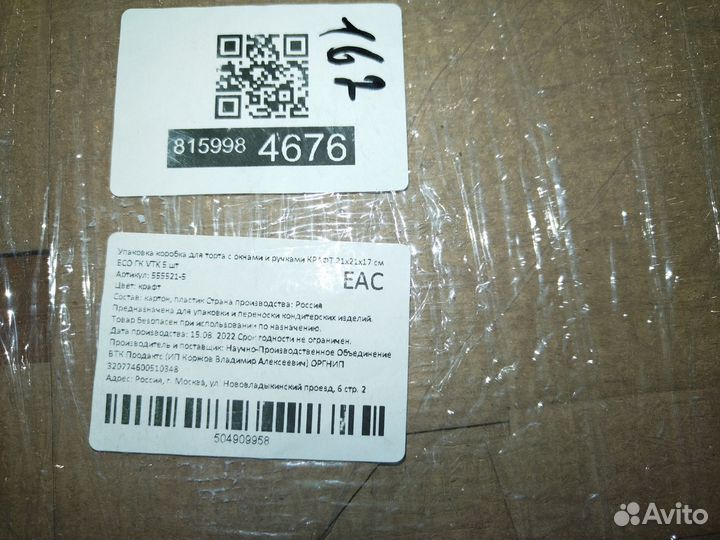 167
815998 4676
Упаковка коробка для торта с окнами и ручками КРАФТ 21х21х17 см
ECO ГК VTK 5 шт
Артикул: 555521-5
Цвет: крафт
EAC
Состав: картон, пластик Страна производства: Россия
Предназначена для упаковки и переноски кондитерских изделий.
Товар безопасен при использовании по назначению.
Дата производства: 15.06. 2022 Срок годности не ограничен.
Производитель и поставщик: Научно-Производственное Объединение
ВТК Продактс (ИП Коржов Владимир Алексеевич) ОРГНИП
320774600510348
Адрес: Россия, г. Москва, ул. Нововладыкинский проезд, 6 стр. 2
504909958
Avito